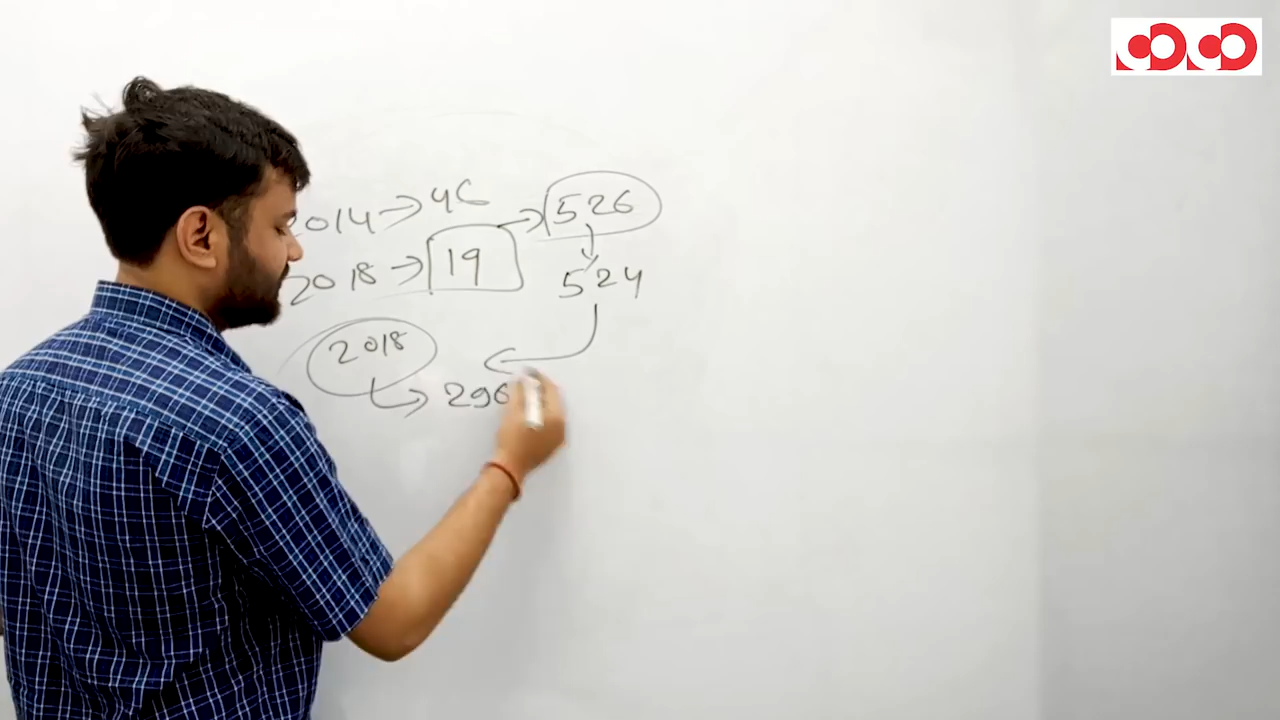 2014 → 46 526
2018 → 19 → 524
2018
→ 296